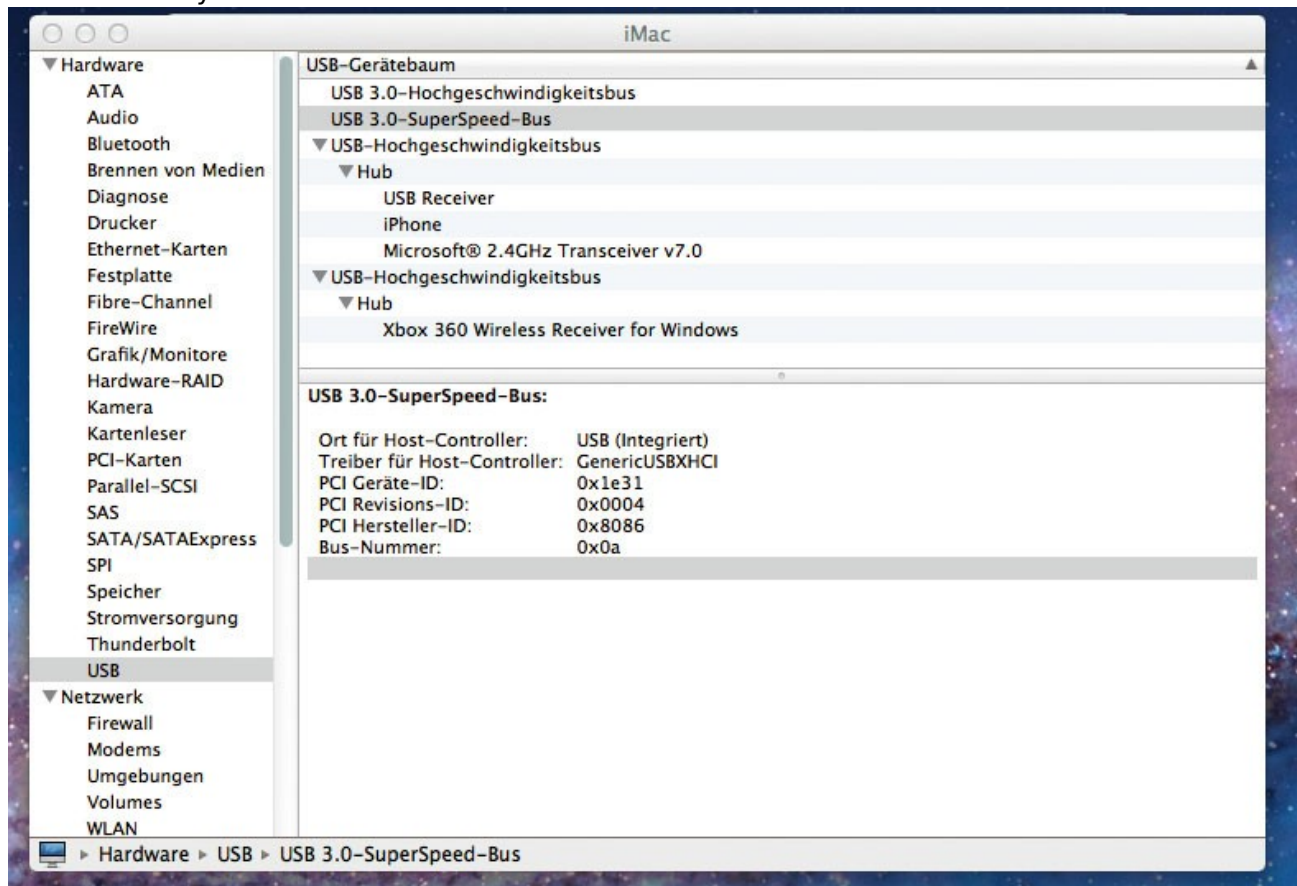 iMac
Hardware
ATA
Audio
Bluetooth
Brennen von Medien
Diagnose
Drucker
Ethernet-Karten
Festplatte
Fibre-Channel
FireWire
Grafik/Monitore
Hardware-RAID
Kamera
Kartenleser
PCI-Karten
Parallel-SCSI
SAS
SATA/SATAExpress
SPI
Speicher
Stromversorgung
Thunderbolt
USB
Netzwerk
Firewall
Modems
Umgebungen
Volumes
WLAN
USB-Gerätebaum
USB 3.0-Hochgeschwindigkeitsbus
USB 3.0-SuperSpeed-Bus
USB-Hochgeschwindigkeitsbus
Hub
USB Receiver
iPhone
Microsoft® 2.4GHz Transceiver v7.0
USB-Hochgeschwindigkeitsbus
Hub
Xbox 360 Wireless Receiver for Windows
USB 3.0-SuperSpeed-Bus:
Ort für Host-Controller: USB (Integriert)
Treiber für Host-Controller: GenericUSBXHCI
PCI Geräte-ID: 0x1e31
PCI Revisions-ID: 0x0004
PCI Hersteller-ID: 0x8086
Bus-Nummer: 0x0a
Hardware ▸ USB ▸ USB 3.0-SuperSpeed-Bus